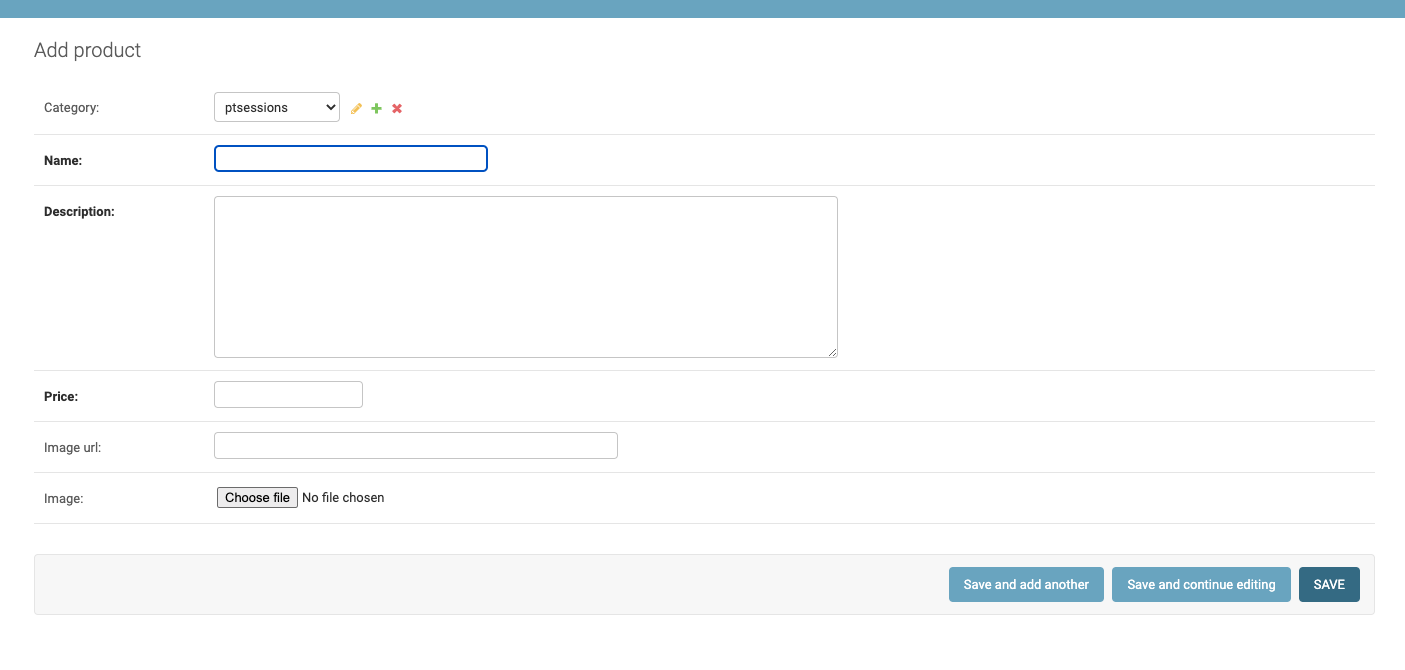 Add product
Category: ptsessions
Name:
Description:
Price:
Image url:
Image: Choose file No file chosen
Save and add another Save and continue editing SAVE